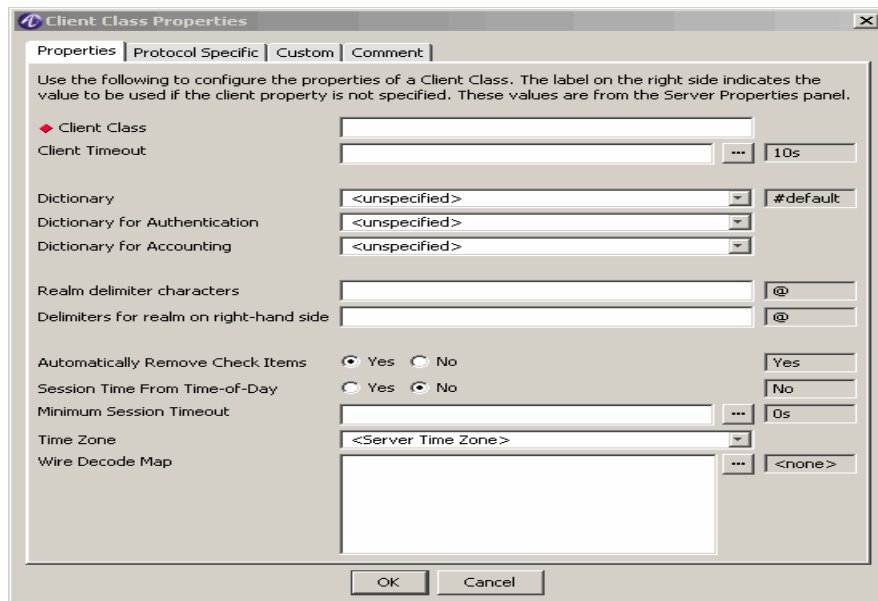 Client Class Properties
Properties Protocol Specific Custom Comment
Use the following to configure the properties of a Client Class. The label on the right side indicates the
value to be used if the client property is not specified. These values are from the Server Properties panel.
Client Class
Client Timeout ... 10s
Dictionary <unspecified> #default
Dictionary for Authentication <unspecified>
Dictionary for Accounting <unspecified>
Realm delimiter characters @
Delimiters for realm on right-hand side @
Automatically Remove Check Items Yes No Yes
Session Time From Time-of-Day Yes No No
Minimum Session Timeout ... 0s
Time Zone <Server Time Zone>
Wire Decode Map ... <none>
OK Cancel